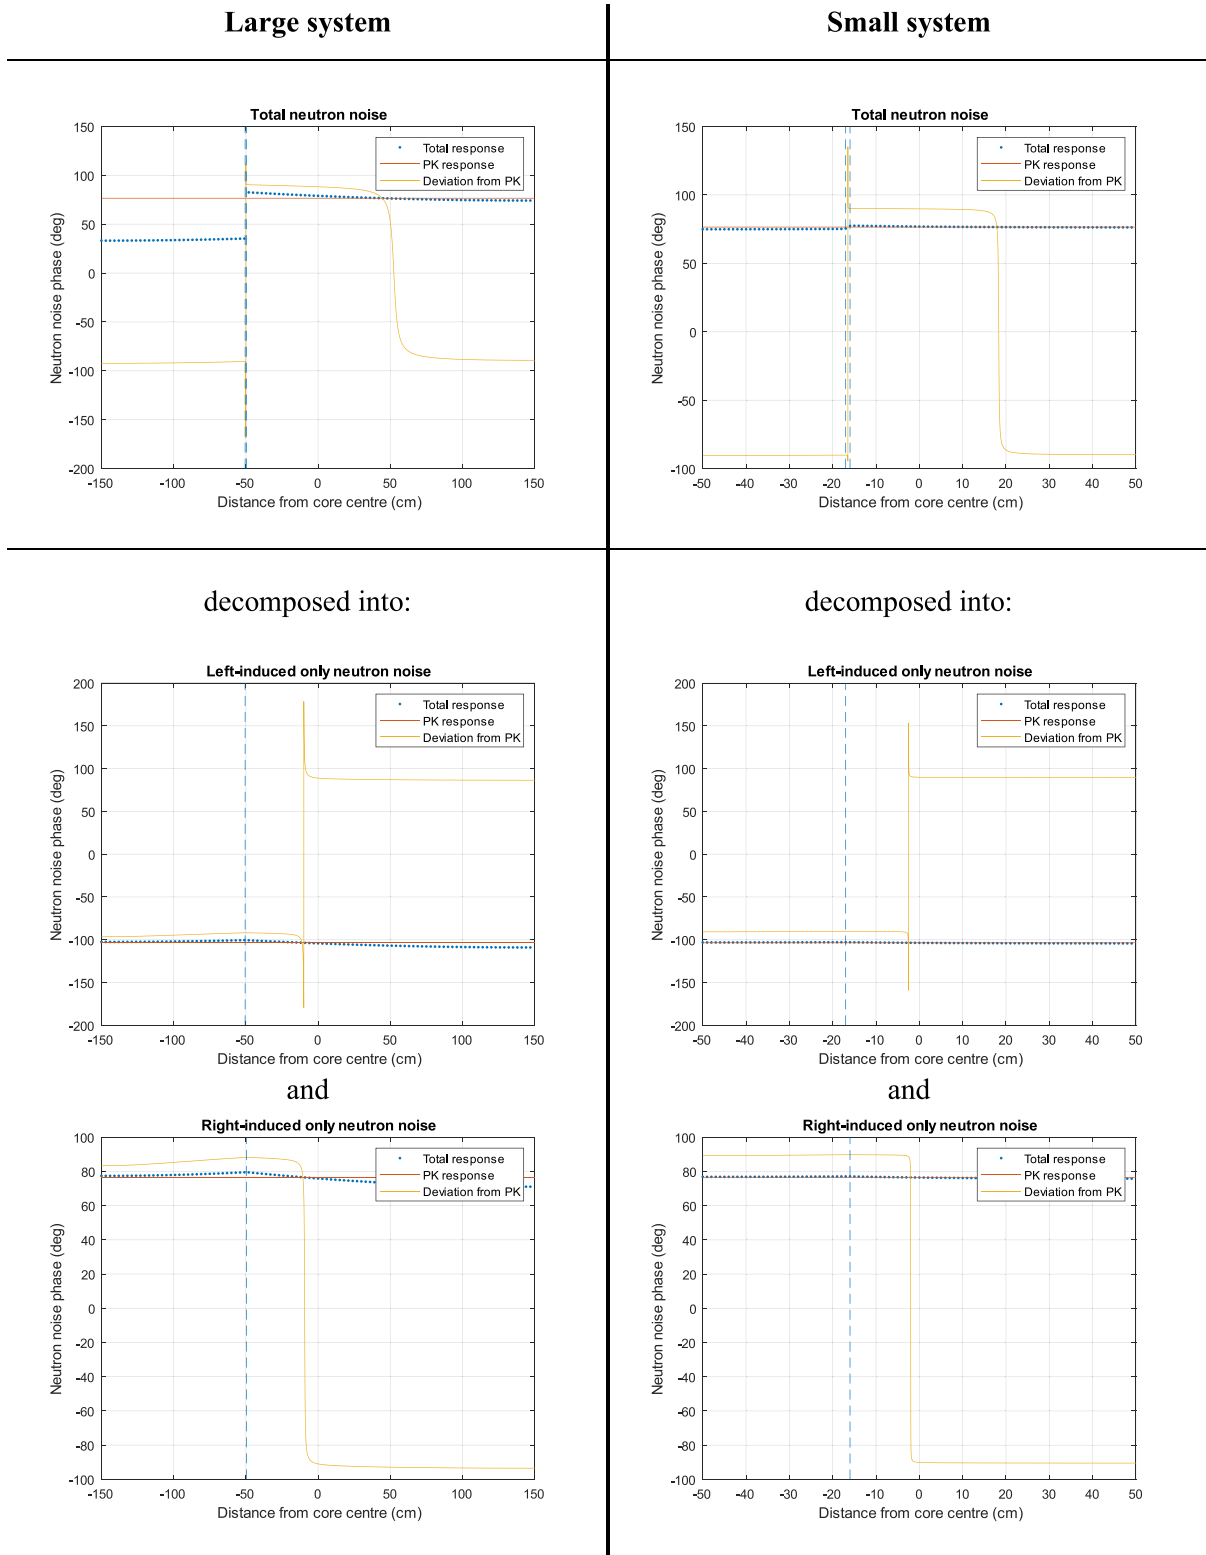 Large system
Small system
Total neutron noise
Total response
PK response
Deviation from PK
Neutron noise phase (deg)
150
100
50
0
-50
-100
-150
-200
-150 -100 -50 0 50 100 150
Distance from core centre (cm)
Total neutron noise
Total response
PK response
Deviation from PK
Neutron noise phase (deg)
150
100
50
0
-50
-100
-50 -40 -30 -20 -10 0 10 20 30 40 50
Distance from core centre (cm)
decomposed into:
decomposed into:
Left-induced only neutron noise
Total response
PK response
Deviation from PK
Neutron noise phase (deg)
200
150
100
50
0
-50
-100
-150
-200
-150 -100 -50 0 50 100 150
Distance from core centre (cm)
Left-induced only neutron noise
Total response
PK response
Deviation from PK
Neutron noise phase (deg)
200
150
100
50
0
-50
-100
-150
-200
-50 -40 -30 -20 -10 0 10 20 30 40 50
Distance from core centre (cm)
and
and
Right-induced only neutron noise
Total response
PK response
Deviation from PK
Neutron noise phase (deg)
100
80
60
40
20
0
-20
-40
-60
-80
-100
-150 -100 -50 0 50 100 150
Distance from core centre (cm)
Right-induced only neutron noise
Total response
PK response
Deviation from PK
Neutron noise phase (deg)
100
80
60
40
20
0
-20
-40
-60
-80
-100
-50 -40 -30 -20 -10 0 10 20 30 40 50
Distance from core centre (cm)